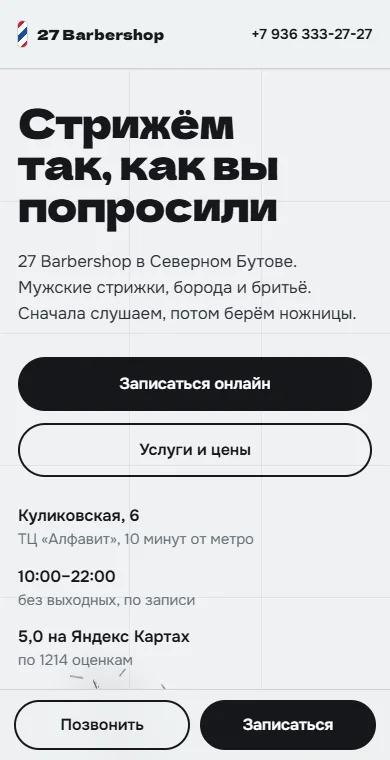 27 Barbershop
+7 936 333-27-27
Стрижём
так, как вы
попросили
27 Barbershop в Северном Бутове.
Мужские стрижки, борода и бритьё.
Сначала слушаем, потом берём ножницы.
Записаться онлайн
Услуги и цены
Куликовская, 6
ТЦ «Алфавит», 10 минут от метро
10:00–22:00
без выходных, по записи
5,0 на Яндекс Картах
по 1214 оценкам
Позвонить
Записаться